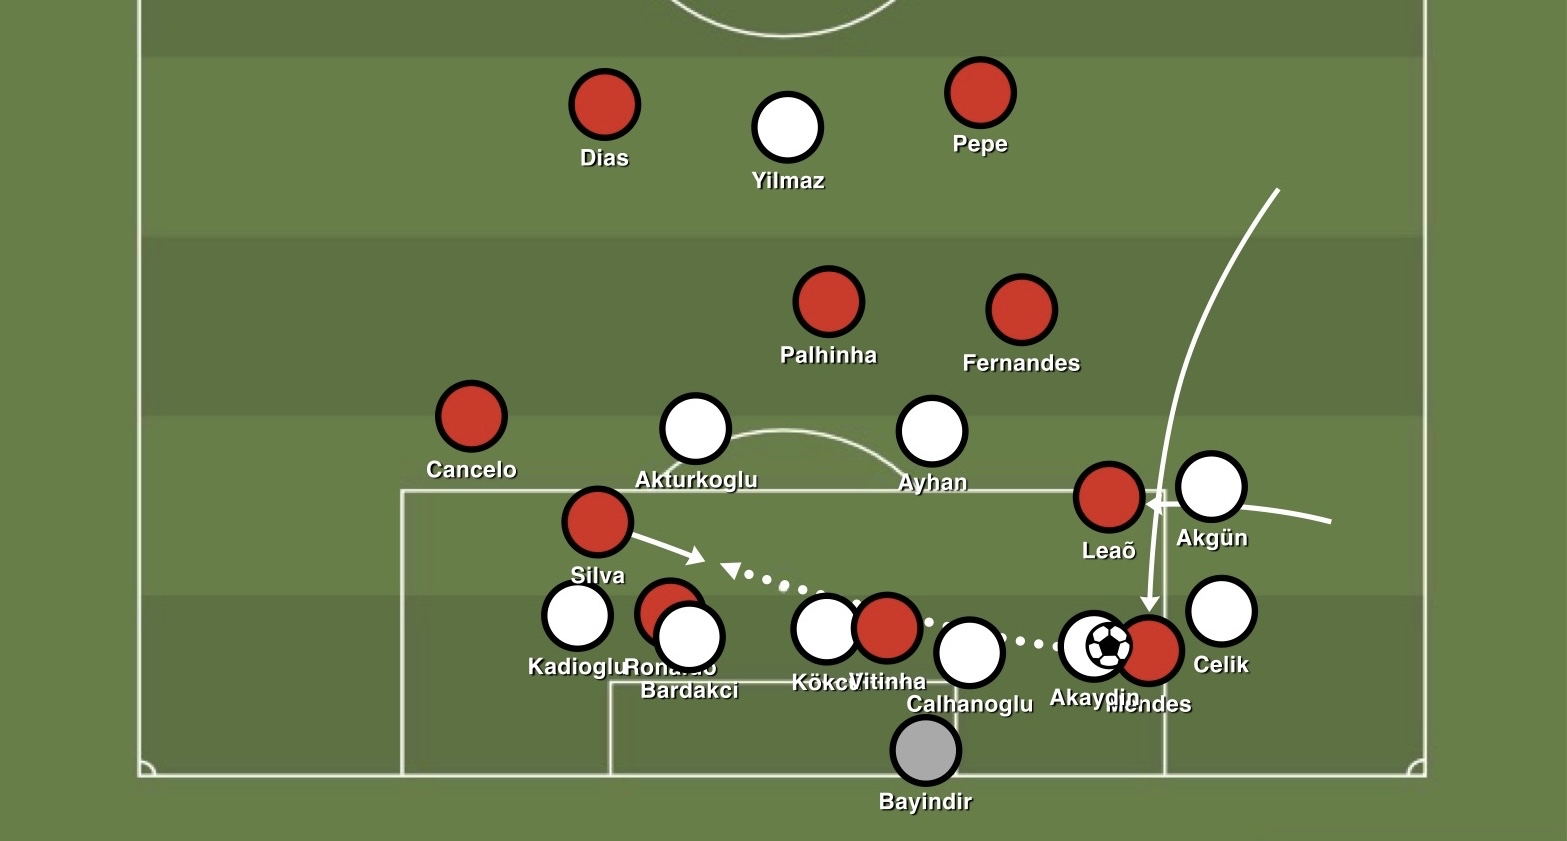 Dias
Yilmaz
Pepe
Palhinha
Fernandes
Cancelo
Akturkoglu
Ayhan
Leaõ
Akgün
Silva
Kadioglu
Ronaldo
Bardakci
Kökcü
Vitinha
Calhanoglu
Akaydin
Mendes
Celik
Bayindir